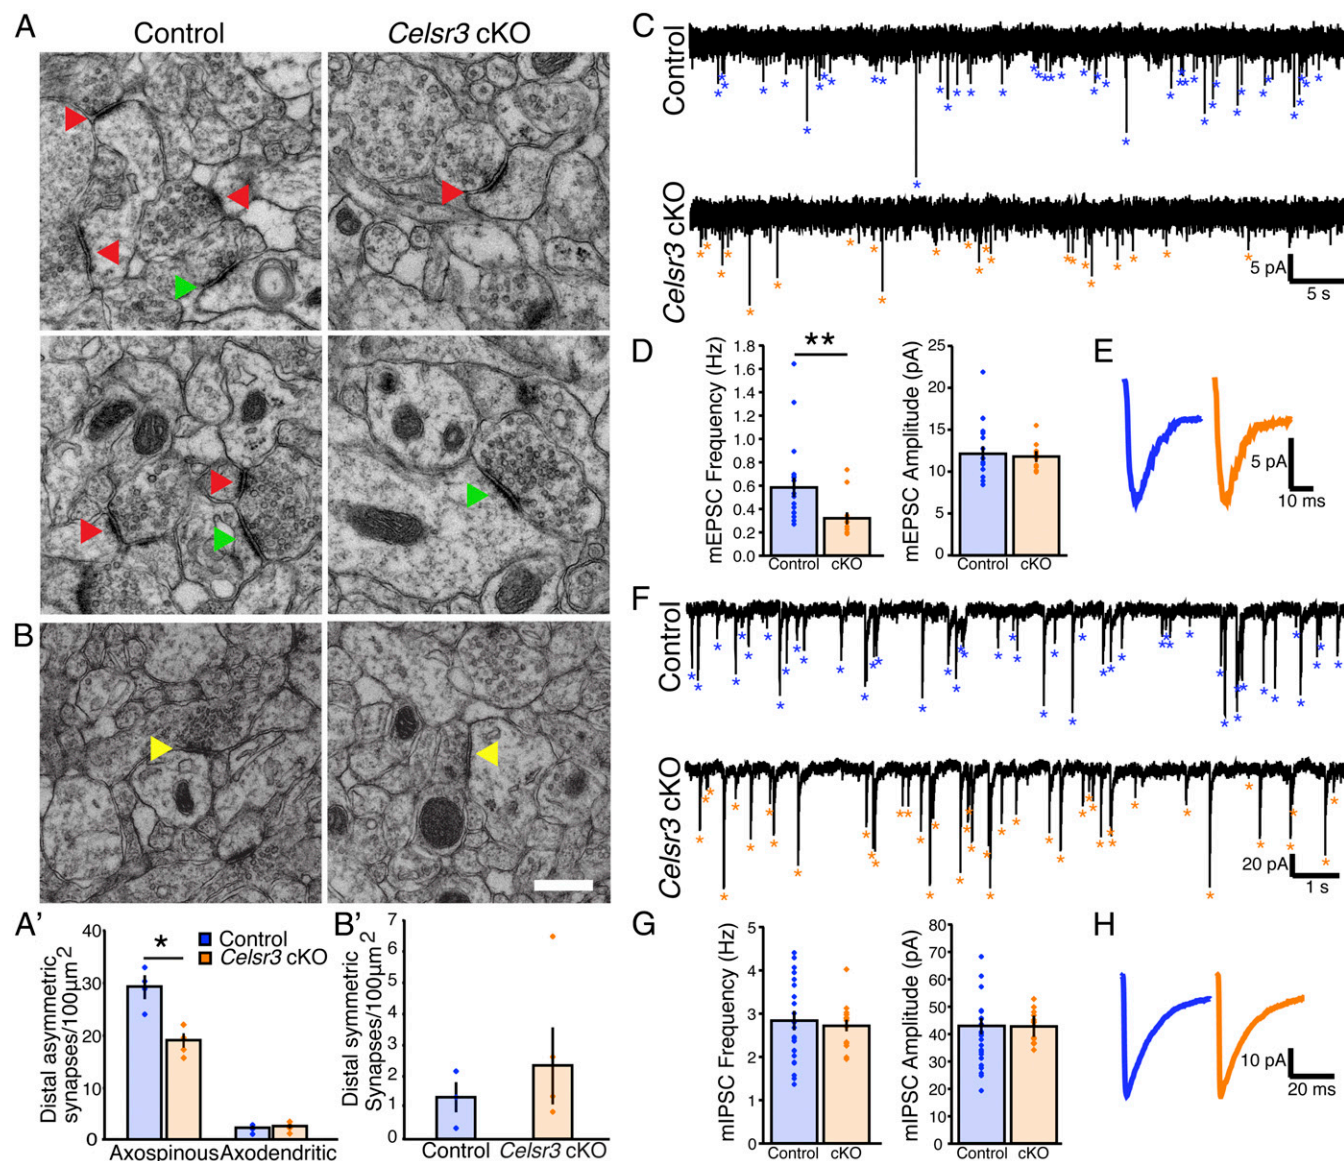 A
Control
Celsr3 cKO
B
A'
Distal asymmetric
synapses/100µm2
40
30
20
10
0
*
Control
Celsr3 cKO
Axospinous
Axodendritic
B'
Distal symmetric
Synapses/100µm2
7
6
5
4
3
2
1
0
Control
Celsr3 cKO
C
Control
Celsr3 cKO
5 pA
5 s
D
mEPSC Frequency (Hz)
1.8
1.6
1.4
1.2
1.0
0.8
0.6
0.4
0.2
0.0
**
Control
cKO
mEPSC Amplitude (pA)
25
20
15
10
5
0
Control
cKO
E
5 pA
10 ms
F
Control
Celsr3 cKO
20 pA
1 s
G
mIPSC Frequency (Hz)
5
4
3
2
1
0
Control
cKO
mIPSC Amplitude (pA)
80
70
60
50
40
30
20
10
0
Control
cKO
H
10 pA
20 ms